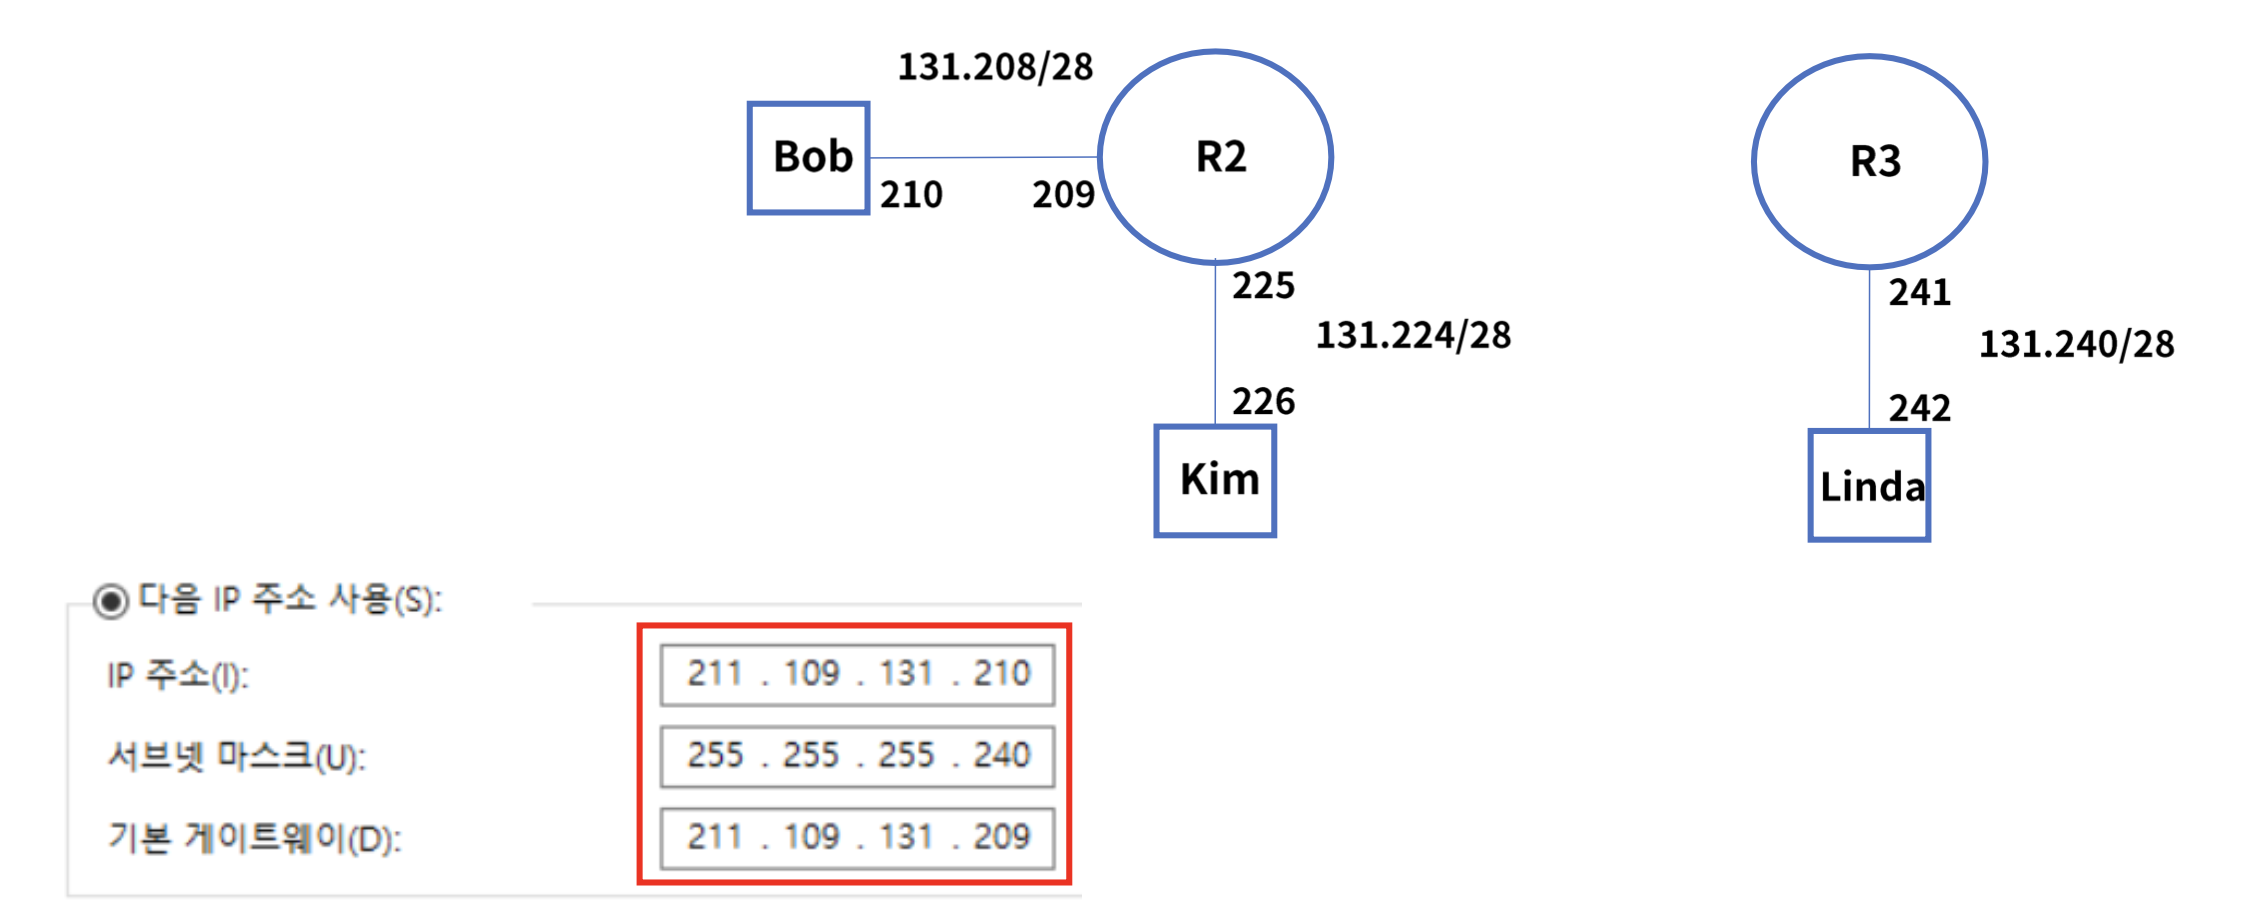 131.208/28
Bob
R2
R3
210
209
225
241
131.224/28
131.240/28
226
242
Kim
Linda
다음 IP 주소 사용(S):
IP 주소(I):
211 . 109 . 131 . 210
서브넷 마스크(U):
255 . 255 . 255 . 240
기본 게이트웨이(D):
211 . 109 . 131 . 209